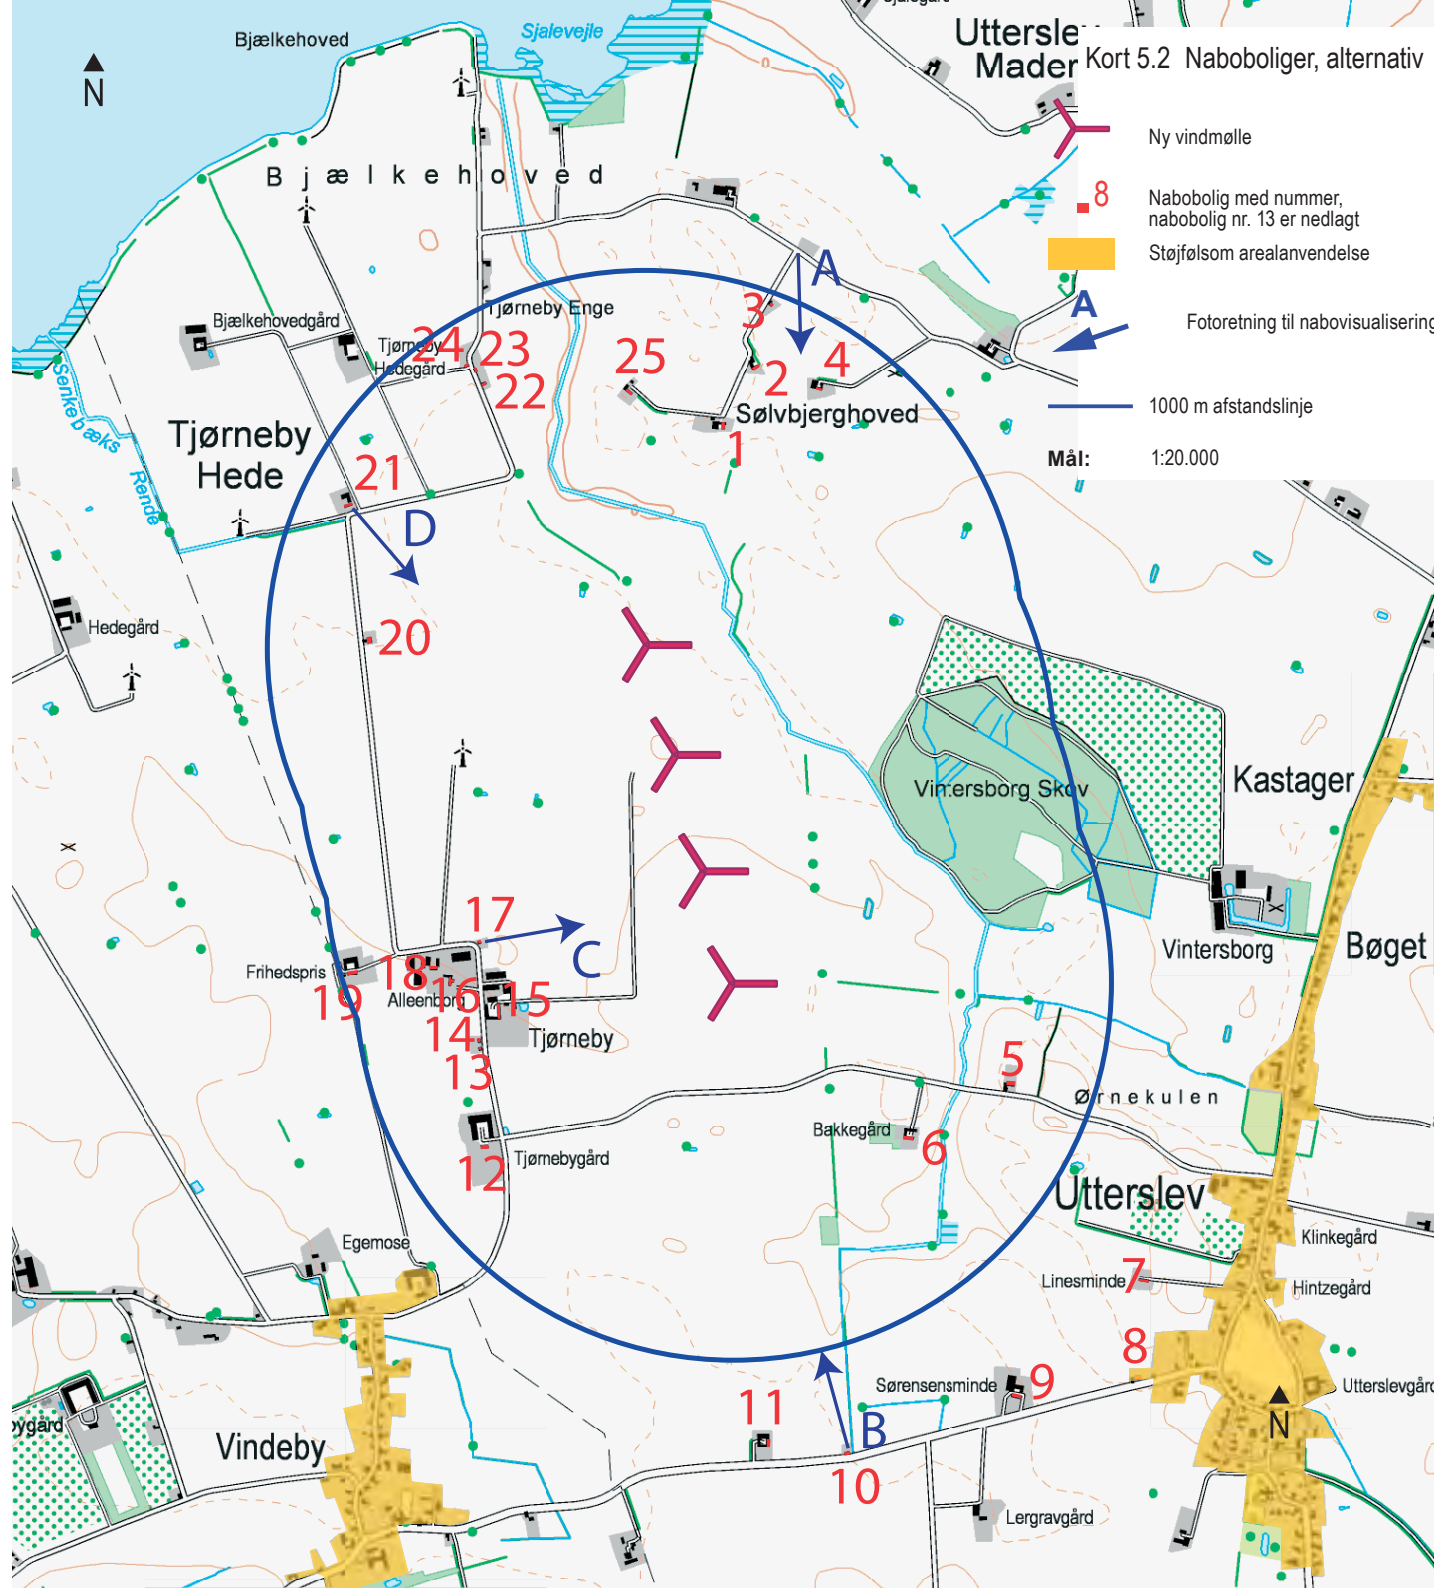 Sjalevejle
Bjælkehoved
N
Utterslev
Mader
Kort 5.2 Naboboliger, alternativ
Ny vindmølle
8
Nabobolig med nummer,
nabobolig nr. 13 er nedlagt
Støjfølsom arealanvendelse
A
Fotoretning til nabovisualisering
1000 m afstandslinje
Mål: 1:20.000
Bjælkehoved
A
Bjælkehovedgård
Tjørneby Enge
3
24
Tjørneby
Hedegård
23
22
25
2
4
Sølvbjerghoved
1
Senkebæks
Rende
Tjørneby
Hede
21
D
Hedegård
20
Vintersborg Skov
Kastager
17
C
Vintersborg
Bøget
Frihedspris
18
19
Alleenborg
16
15
14
Tjørneby
13
5
Ørnekulen
Bakkegård
6
Tjørnebygård
12
Utterslev
Egemose
Klinkegård
Linesminde
7
Hintzegård
8
Sørensensminde
9
Utterslevgård
N
11
B
Vindeby
10
Lergravgård